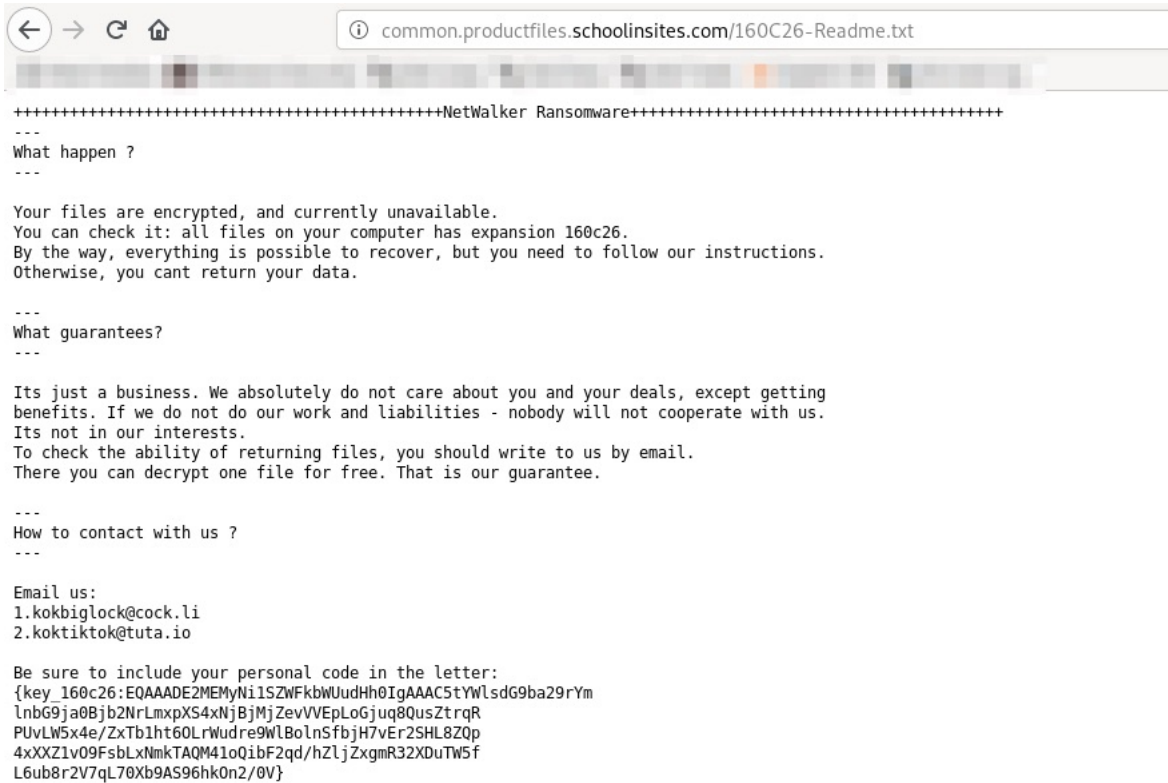 common.productfiles.schoolinsites.com/160C26-Readme.txt
++++++++++++++++++++++++++++++++++++++++++++++NetWalker Ransomware++++++++++++++++++++++++++++++++++++++++
---
What happen ?
---
Your files are encrypted, and currently unavailable.
You can check it: all files on your computer has expansion 160c26.
By the way, everything is possible to recover, but you need to follow our instructions.
Otherwise, you cant return your data.
---
What guarantees?
---
Its just a business. We absolutely do not care about you and your deals, except getting
benefits. If we do not do our work and liabilities - nobody will not cooperate with us.
Its not in our interests.
To check the ability of returning files, you should write to us by email.
There you can decrypt one file for free. That is our guarantee.
---
How to contact with us ?
---
Email us:
1.kokbiglock@cock.li
2.koktiktok@tuta.io
Be sure to include your personal code in the letter:
{key_160c26:EQAAADE2MEMyNi1SZWFkbWUudHh0IgAAAC5tYWlsdG9ba29rYm
lnbG9ja0Bjb2NrLmxpXS4xNjBjMjZevVVEpLoGjuq8QusZtrqR
PUvLW5x4e/ZxTb1ht6OLrWudre9WlBolnSfbjH7vEr2SHL8ZQp
4xXXZ1vO9FsbLxNmkTAQM41oQibF2qd/hZljZxgmR32XDuTW5f
L6ub8r2V7qL70Xb9AS96hkOn2/0V}